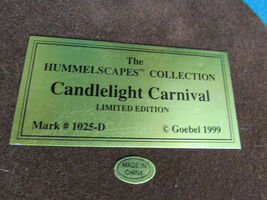 The
HUMMELSCAPES™ COLLECTION
Candlelight Carnival
LIMITED EDITION
Mark # 1025-D © Goebel 1999
MADE IN
CHINA